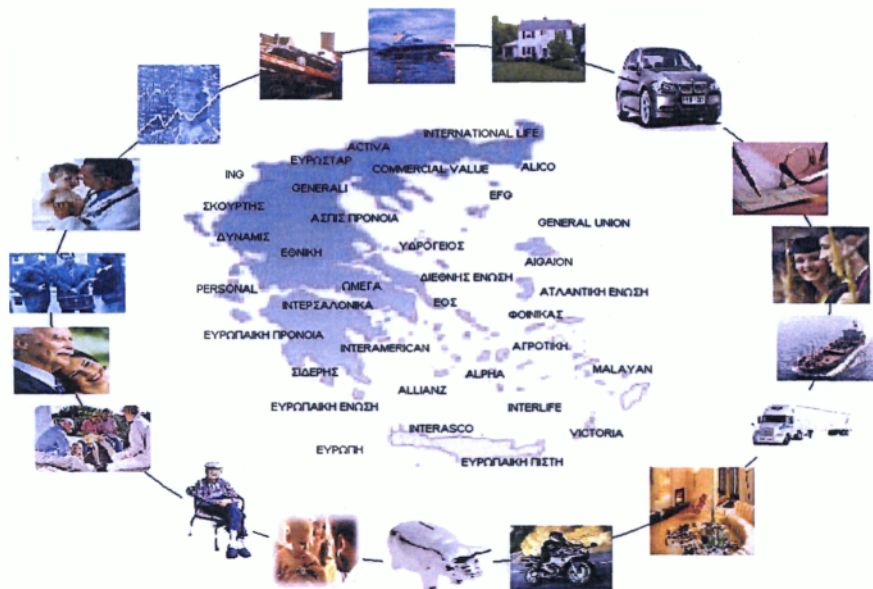 INTERNATIONAL LIFE
ACTIVA
ΕΥΡΩΣΤΑΡ
COMMERCIAL VALUE
ALICO
ING
GENERALI
EFG
ΣΚΟΥΡΤΗΣ
ΑΣΠΙΣ ΠΡΟΝΟΙΑ
GENERAL UNION
ΔΥΝΑΜΙΣ
ΥΔΡΟΓΕΙΟΣ
ΕΘΝΙΚΗ
ΑΙGΑΙΟΝ
ΔΙΕΘΝΗΣ ΕΝΩΣΗ
PERSONAL
ΩΜΕΓΑ
ΑΤΛΑΝΤΙΚΗ ΕΝΩΣΗ
ΙΝΤΕΡΣΑΛΟΝΙΚΑ
ΕΟΣ
ΦΟΙΝΙΚΑΣ
ΕΥΡΩΠΑΙΚΗ ΠΡΟΝΟΙΑ
INTERAMERICAN
ΑΓΡΟΤΙΚΗ
ΣΙΔΕΡΗΣ
ALPHA
MALAYAN
ALLIANZ
ΕΥΡΩΠΑΙΚΗ ΕΝΩΣΗ
INTERLIFE
INTERASCO
VICTORIA
ΕΥΡΩΠΗ
ΕΥΡΩΠΑΙΚΗ ΠΙΣΤΗ